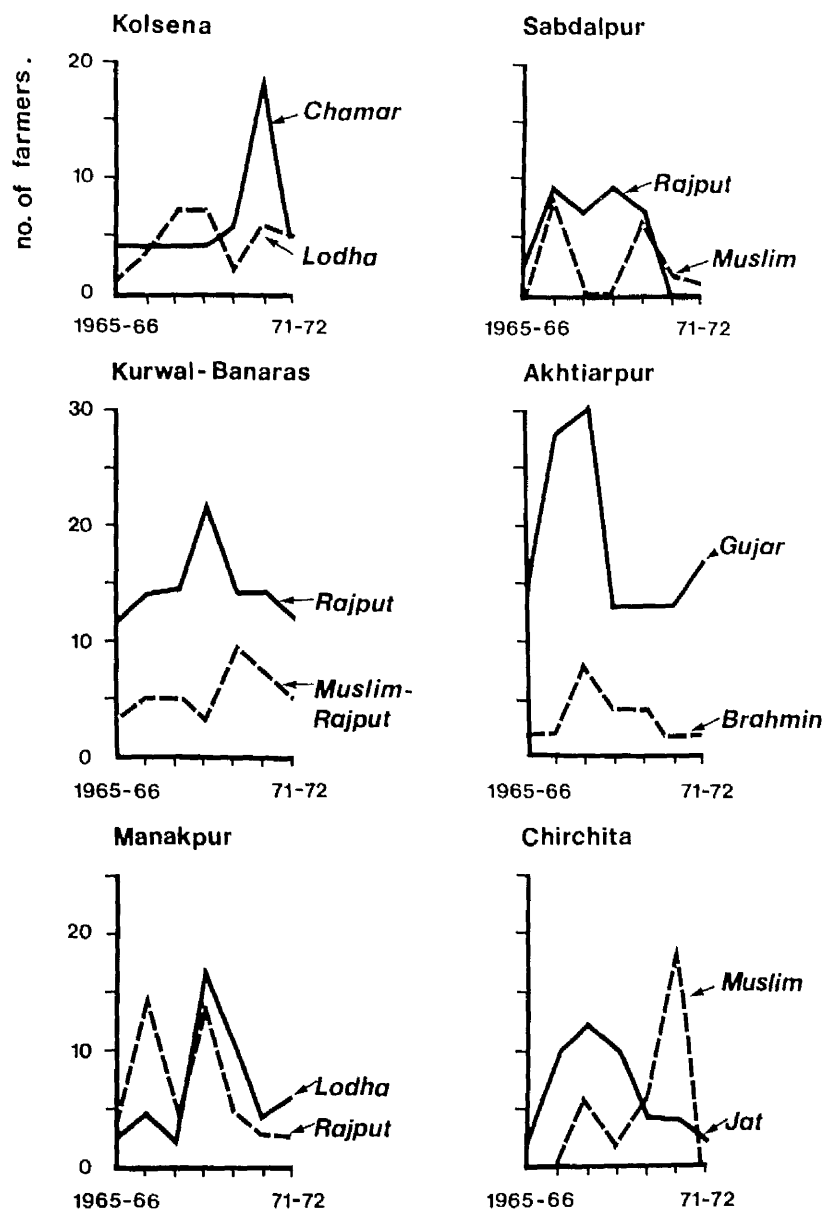 Kolsena
no. of farmers.
20
10
0
Chamar
Lodha
1965-66
71-72
Sabdalpur
Rajput
Muslim
1965-66
71-72
Kurwal-Banaras
30
20
10
0
Rajput
Muslim-
Rajput
1965-66
71-72
Akhtiarpur
Gujar
Brahmin
1965-66
71-72
Manakpur
20
10
0
Lodha
Rajput
1965-66
71-72
Chirchita
Muslim
Jat
1965-66
71-72